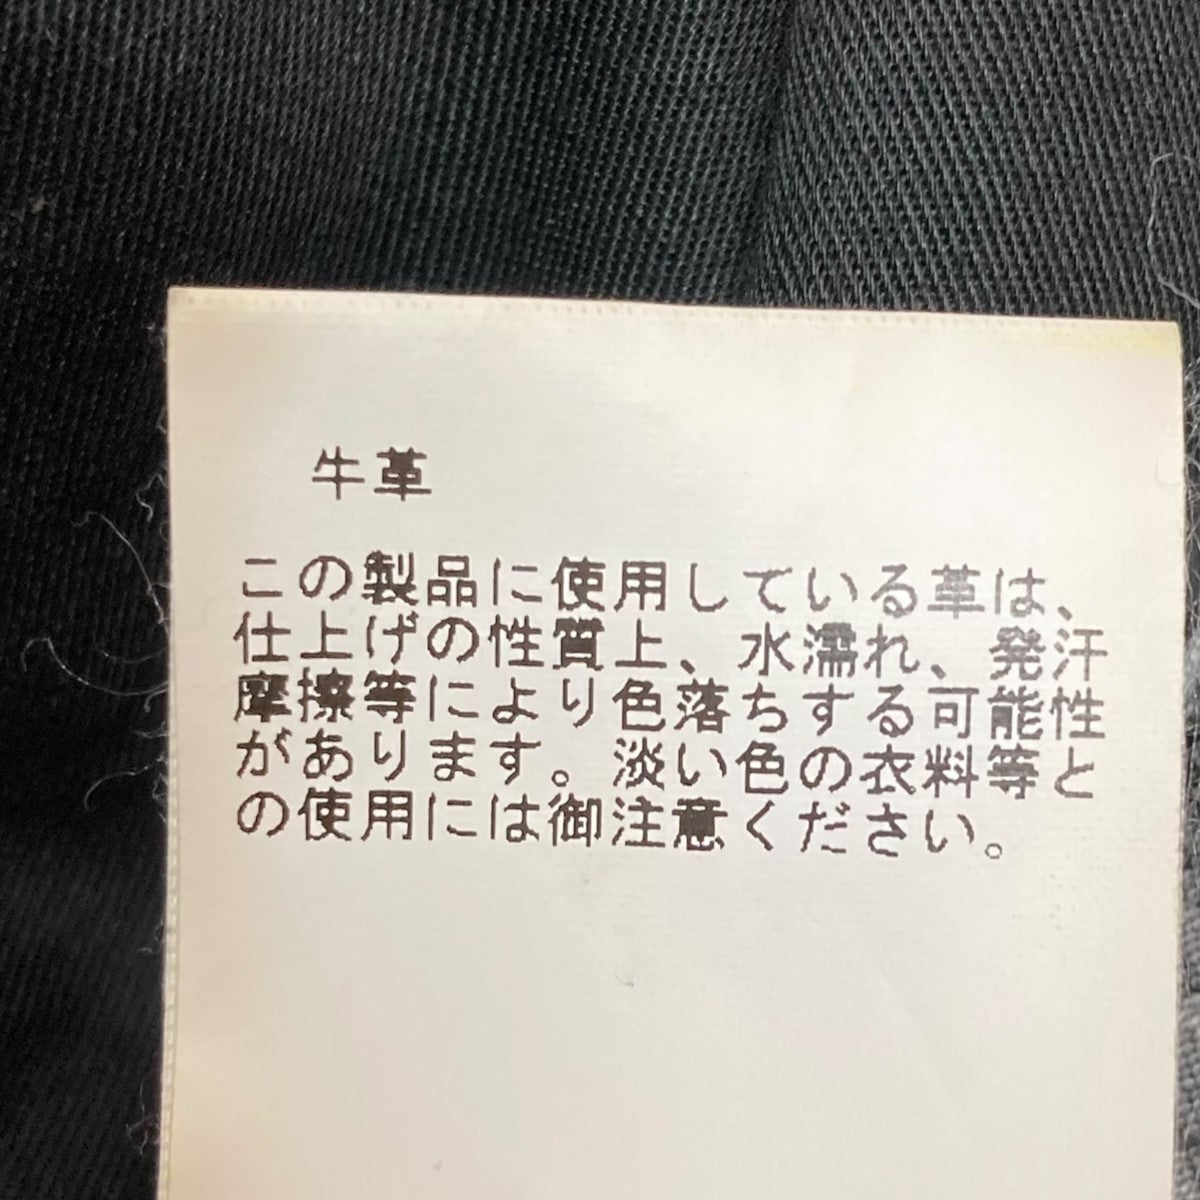 牛革
この製品に使用している革は、
仕上げの性質上、水濡れ、発汗
摩擦等により色落ちする可能性
があります。淡い色の衣料等と
の使用には御注意ください。